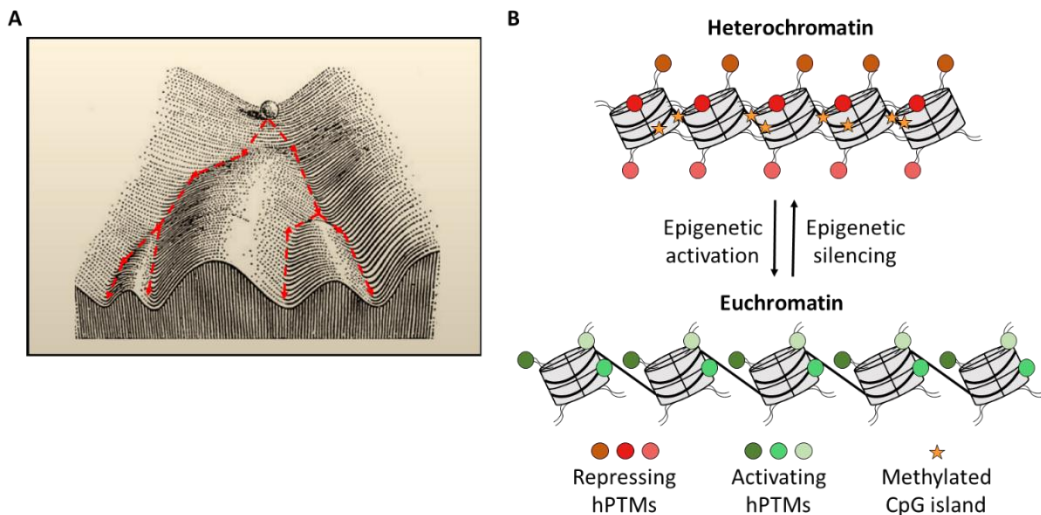 A
B
Heterochromatin
Epigenetic
activation
Epigenetic
silencing
Euchromatin
Repressing
hPTMs
Activating
hPTMs
Methylated
CpG island